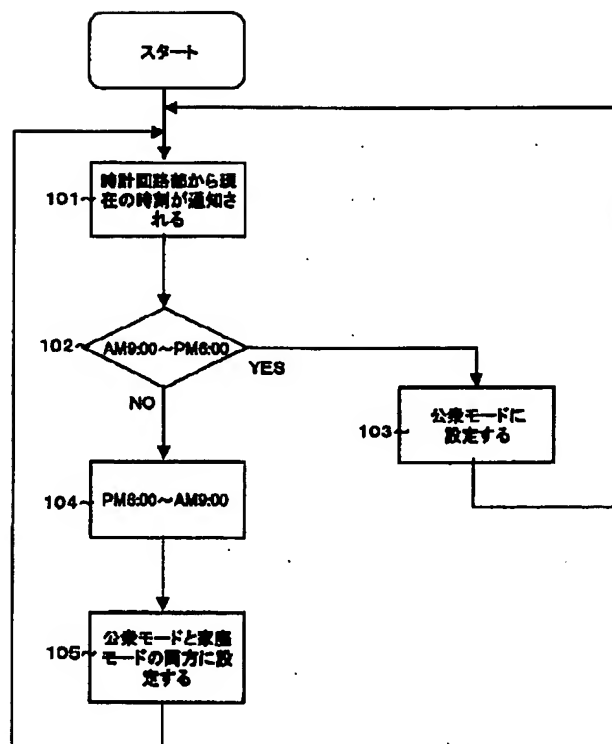 スタート
101
時計回路部から現
在の時刻が通知さ
れる
102
AM9:00～PM6:00
YES
NO
103
公衆モードに
設定する
104
PM6:00～AM9:00
105
公衆モードと家庭
モードの両方に設
定する